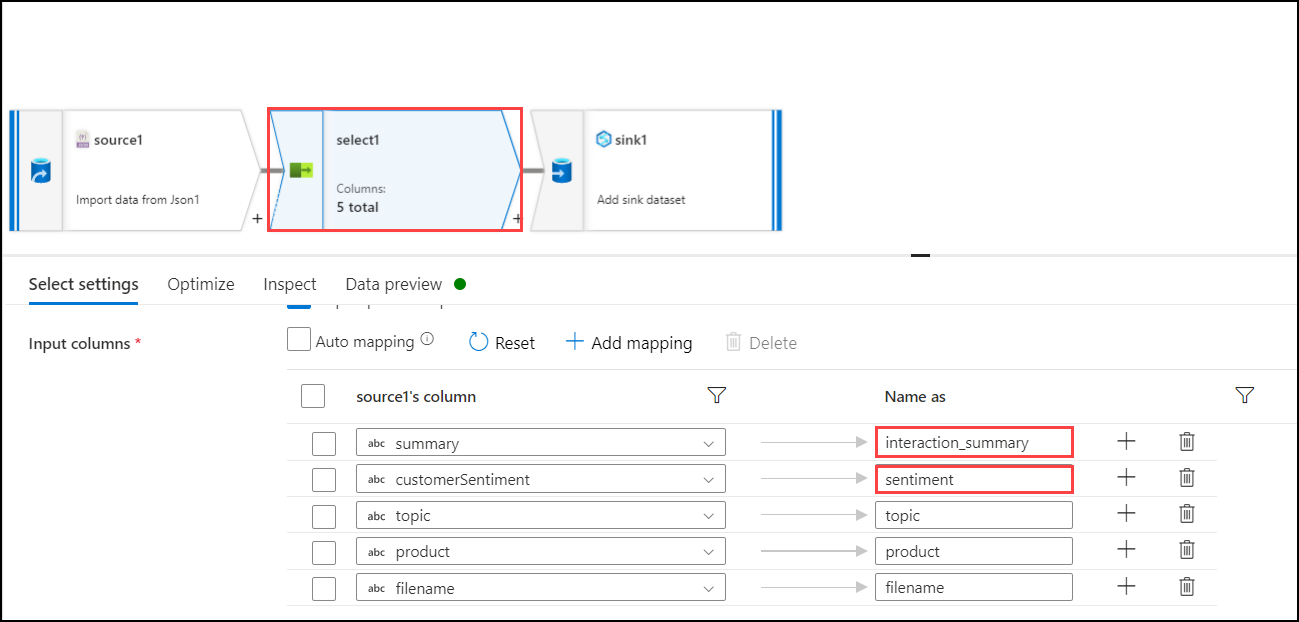 source1
Import data from Json1
+
select1
Columns:
5 total
+
sink1
Add sink dataset
Select settings
Optimize
Inspect
Data preview
Input columns *
Auto mapping
Reset
Add mapping
Delete
source1's column
Name as
abc summary
interaction_summary
abc customerSentiment
sentiment
abc topic
topic
abc product
product
abc filename
filename